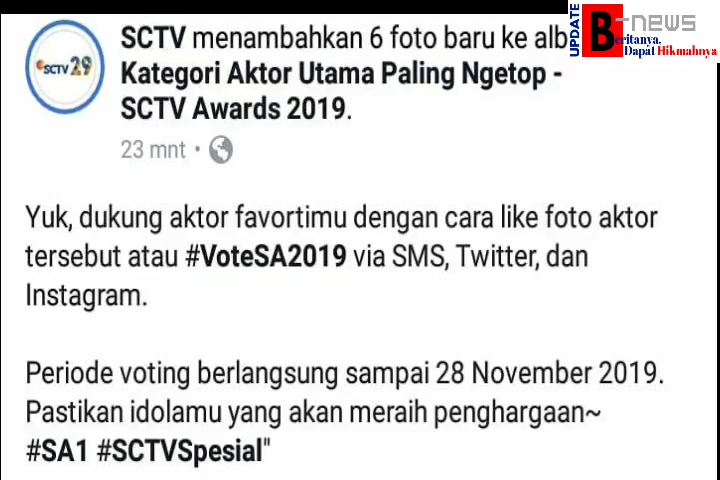 UPDATE
B-news
Beritanya,
Dapat Hikmahnya
SCTV 29
SCTV menambahkan 6 foto baru ke alb
Kategori Aktor Utama Paling Ngetop -
SCTV Awards 2019.
23 mnt •
Yuk, dukung aktor favortimu dengan cara like foto aktor
tersebut atau #VoteSA2019 via SMS, Twitter, dan
Instagram.
Periode voting berlangsung sampai 28 November 2019.
Pastikan idolamu yang akan meraih penghargaan~
#SA1 #SCTVSpesial"